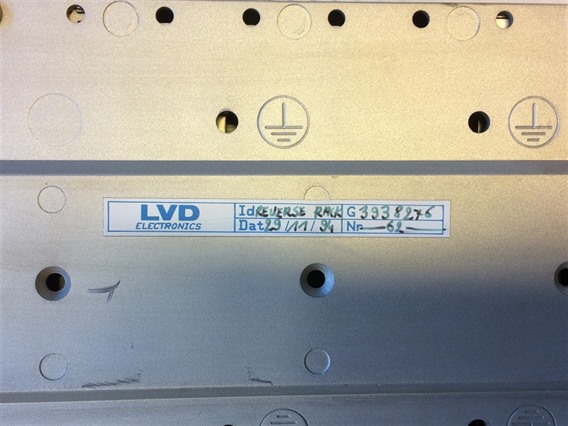 LVD Id REVERSE RACK G 3938276
ELECTRONICS Dat 29/11/94 Nr —62—